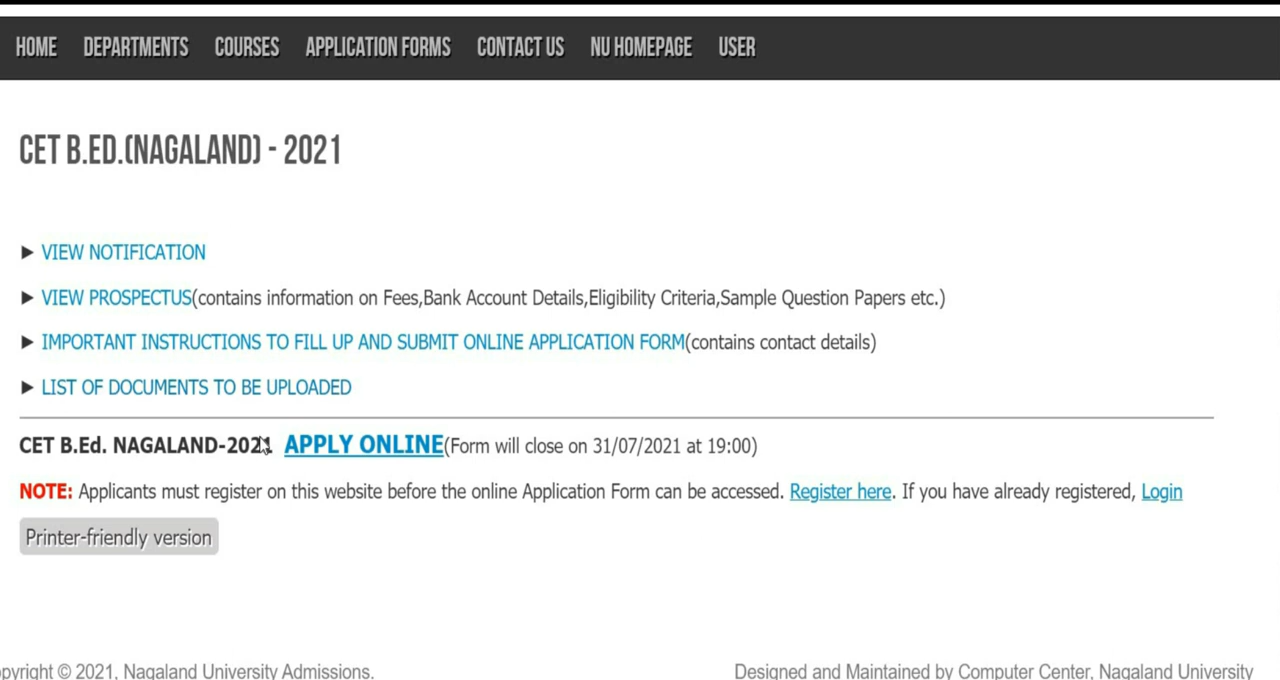 HOME DEPARTMENTS COURSES APPLICATION FORMS CONTACT US NU HOMEPAGE USER
CET B.ED.(NAGALAND) - 2021
► VIEW NOTIFICATION
► VIEW PROSPECTUS(contains information on Fees,Bank Account Details,Eligibility Criteria,Sample Question Papers etc.)
► IMPORTANT INSTRUCTIONS TO FILL UP AND SUBMIT ONLINE APPLICATION FORM(contains contact details)
► LIST OF DOCUMENTS TO BE UPLOADED
CET B.Ed. NAGALAND-2021 APPLY ONLINE(Form will close on 31/07/2021 at 19:00)
NOTE: Applicants must register on this website before the online Application Form can be accessed. Register here. If you have already registered, Login
Printer-friendly version
opyright © 2021, Nagaland University Admissions. Designed and Maintained by Computer Center, Nagaland University